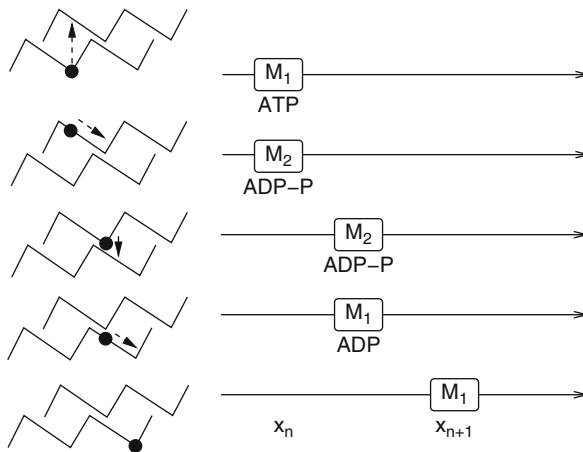 M₁
ATP
M₂
ADP–P
M₂
ADP–P
M₁
ADP
M₁
xₙ xₙ₊₁